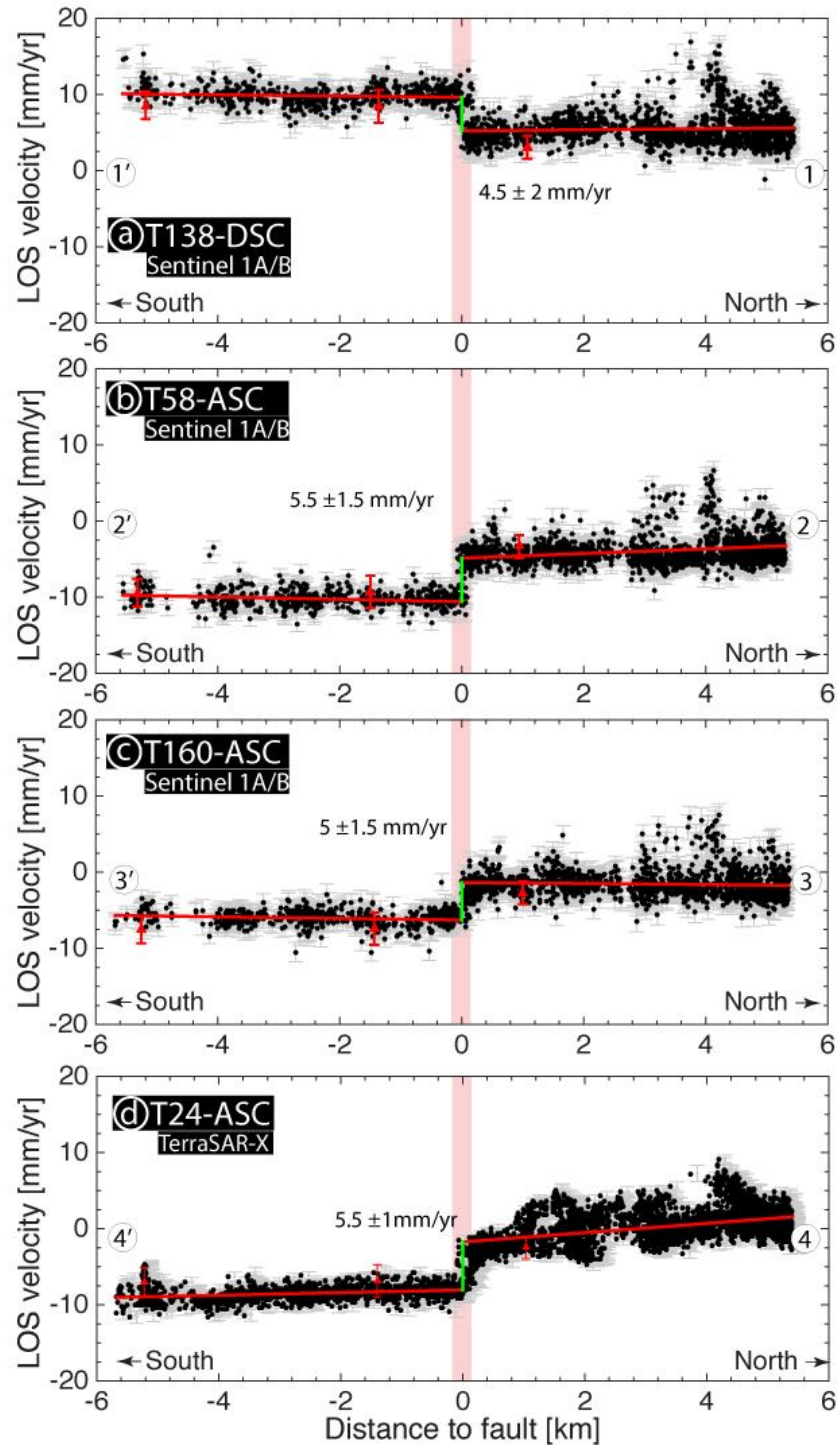 20
10
0
-10
-20
LOS velocity [mm/yr]
1′
1
4.5 ± 2 mm/yr
ⓐT138-DSC
Sentinel 1A/B
← South
North →
-6 -4 -2 0 2 4 6
20
10
0
-10
-20
LOS velocity [mm/yr]
ⓑT58-ASC
Sentinel 1A/B
5.5 ±1.5 mm/yr
2′
2
← South
North →
-6 -4 -2 0 2 4 6
20
10
0
-10
-20
LOS velocity [mm/yr]
ⓒT160-ASC
Sentinel 1A/B
5 ±1.5 mm/yr
3′
3
← South
North →
-6 -4 -2 0 2 4 6
20
10
0
-10
-20
LOS velocity [mm/yr]
ⓓT24-ASC
TerraSAR-X
5.5 ±1mm/yr
4′
4
← South
North →
-6 -4 -2 0 2 4 6
Distance to fault [km]